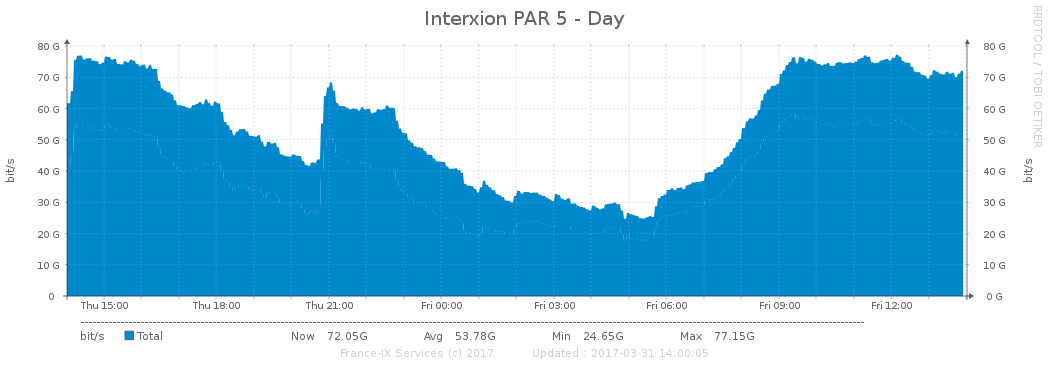 Interxion PAR 5 - Day
RRDTOOL / TOBI OETIKER
80 G 80 G
70 G 70 G
60 G 60 G
50 G 50 G
40 G 40 G
30 G 30 G
20 G 20 G
10 G 10 G
0 0 G
bit/s bit/s
Thu 15:00 Thu 18:00 Thu 21:00 Fri 00:00 Fri 03:00 Fri 06:00 Fri 09:00 Fri 12:00
bit/s Total Now 72.05G Avg 53.78G Min 24.65G Max 77.15G
France-IX Services (c) 2017 Updated : 2017-03-31 14:00:05